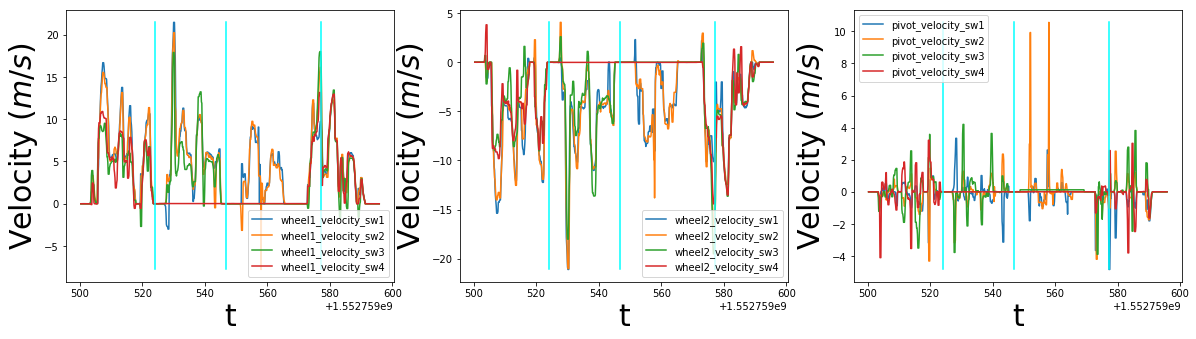 Velocity (m/s)
20
15
10
5
0
−5
500
520
540
560
580
600
+1.552759e9
t
wheel1_velocity_sw1
wheel1_velocity_sw2
wheel1_velocity_sw3
wheel1_velocity_sw4
Velocity (m/s)
5
0
−5
−10
−15
−20
500
520
540
560
580
600
+1.552759e9
t
wheel2_velocity_sw1
wheel2_velocity_sw2
wheel2_velocity_sw3
wheel2_velocity_sw4
Velocity (m/s)
10
8
6
4
2
0
−2
−4
500
520
540
560
580
600
+1.552759e9
t
pivot_velocity_sw1
pivot_velocity_sw2
pivot_velocity_sw3
pivot_velocity_sw4